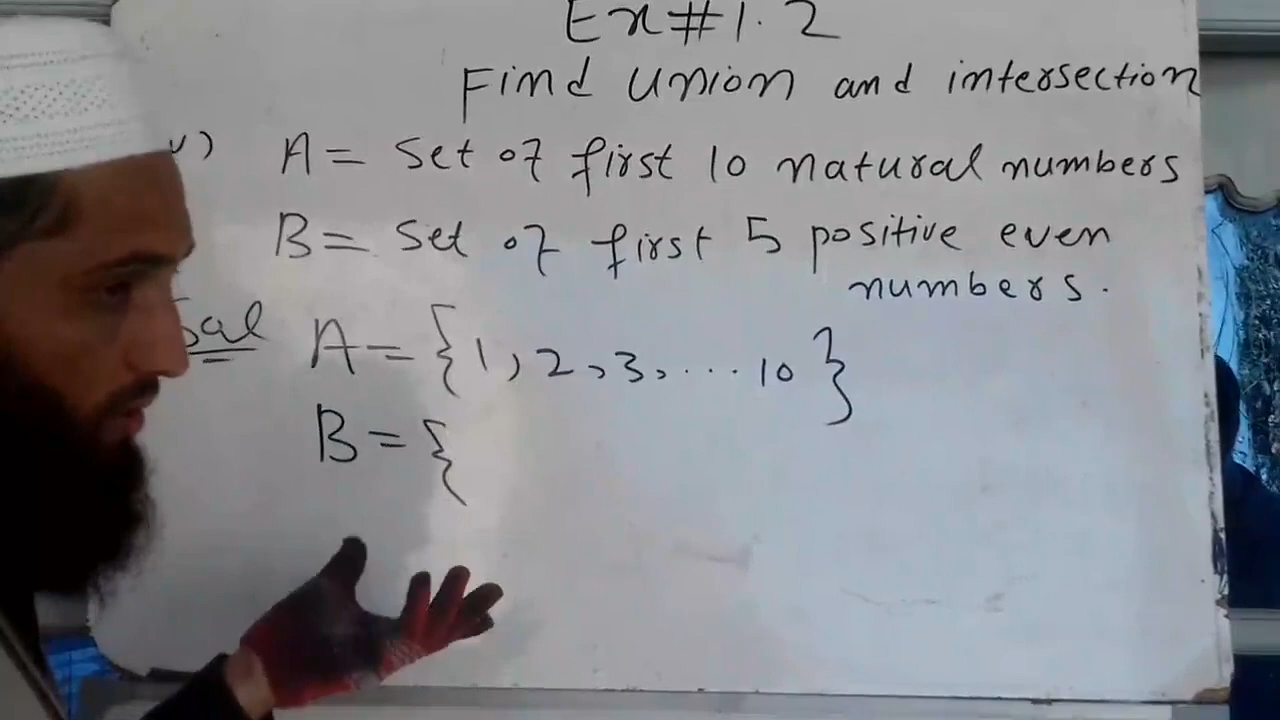 Ex#1.2
Find union and intersection
v) A = Set of first 10 natural numbers
B = Set of first 5 positive even
numbers.
Sol A = {1, 2, 3, ... 10}
B = {